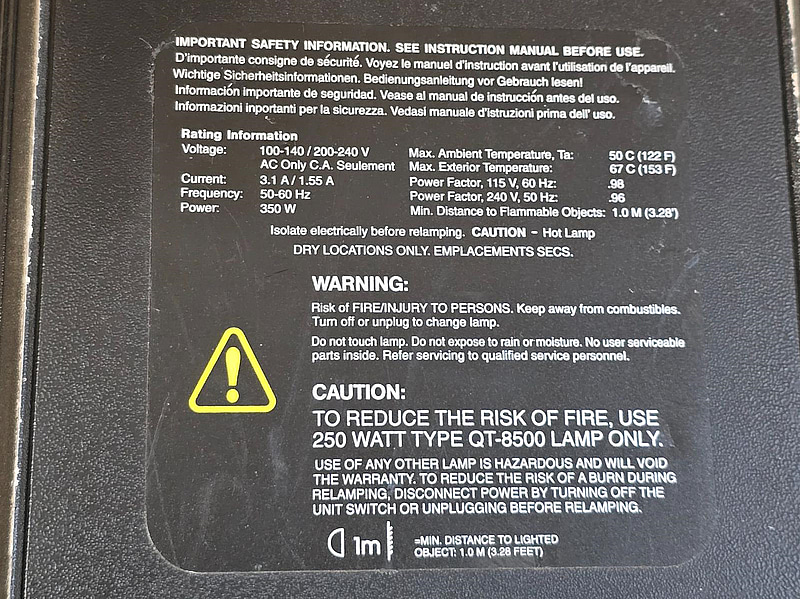 IMPORTANT SAFETY INFORMATION. SEE INSTRUCTION MANUAL BEFORE USE.
D'importante consigne de sécurité. Voyez le manuel d'instruction avant l'utilisation de l'appareil.
Wichtige Sicherheitsinformationen. Bedienungsanleitung vor Gebrauch lesen!
Información importante de seguridad. Vease al manual de instrucción antes del uso.
Informazioni inportanti per la sicurezza. Vedasi manuale d'istruzioni prima dell' uso.
Rating Information
Voltage: 100-140 / 200-240 V
AC Only C.A. Seulement
Current: 3.1 A / 1.55 A
Frequency: 50-60 Hz
Power: 350 W
Max. Ambient Temperature, Ta: 50 C (122 F)
Max. Exterior Temperature: 67 C (153 F)
Power Factor, 115 V, 60 Hz: .98
Power Factor, 240 V, 50 Hz: .96
Min. Distance to Flammable Objects: 1.0 M (3.28')
Isolate electrically before relamping. CAUTION - Hot Lamp
DRY LOCATIONS ONLY. EMPLACEMENTS SECS.
WARNING:
Risk of FIRE/INJURY TO PERSONS. Keep away from combustibles.
Turn off or unplug to change lamp.
Do not touch lamp. Do not expose to rain or moisture. No user serviceable
parts inside. Refer servicing to qualified service personnel.
CAUTION:
TO REDUCE THE RISK OF FIRE, USE
250 WATT TYPE QT-8500 LAMP ONLY.
USE OF ANY OTHER LAMP IS HAZARDOUS AND WILL VOID
THE WARRANTY. TO REDUCE THE RISK OF A BURN DURING
RELAMPING, DISCONNECT POWER BY TURNING OFF THE
UNIT SWITCH OR UNPLUGGING BEFORE RELAMPING.
1m
=MIN. DISTANCE TO LIGHTED
OBJECT: 1.0 M (3.28 FEET)